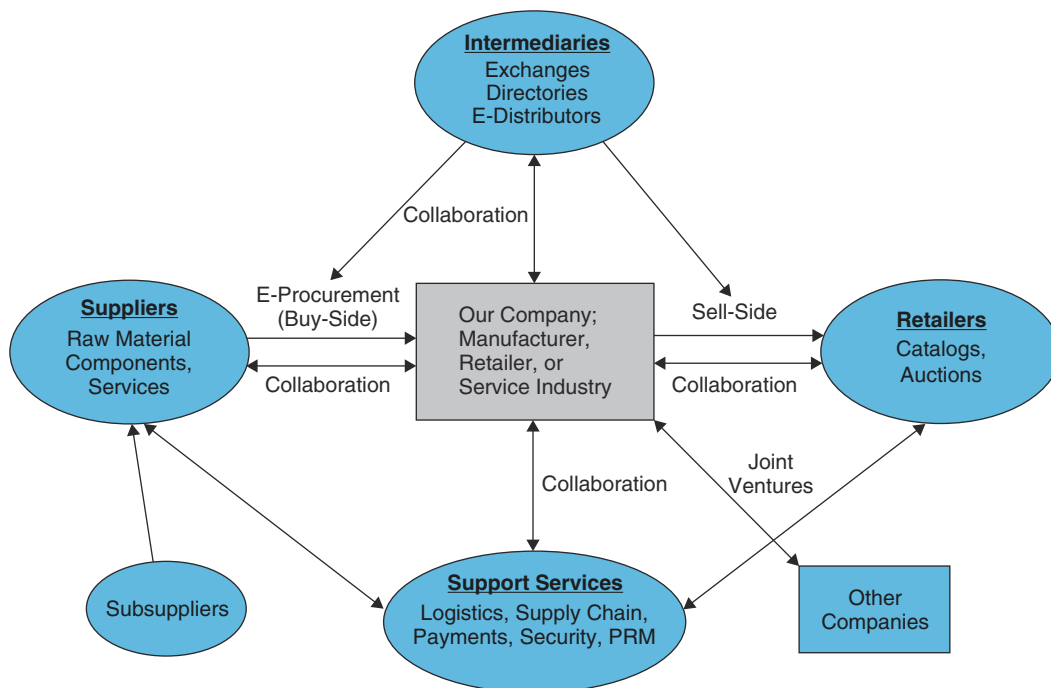 Intermediaries
Exchanges
Directories
E-Distributors
Collaboration
E-Procurement
(Buy-Side)
Sell-Side
Suppliers
Raw Material
Components,
Services
Our Company;
Manufacturer,
Retailer, or
Service Industry
Retailers
Catalogs,
Auctions
Collaboration
Collaboration
Collaboration
Joint
Ventures
Subsuppliers
Support Services
Logistics, Supply Chain,
Payments, Security, PRM
Other
Companies